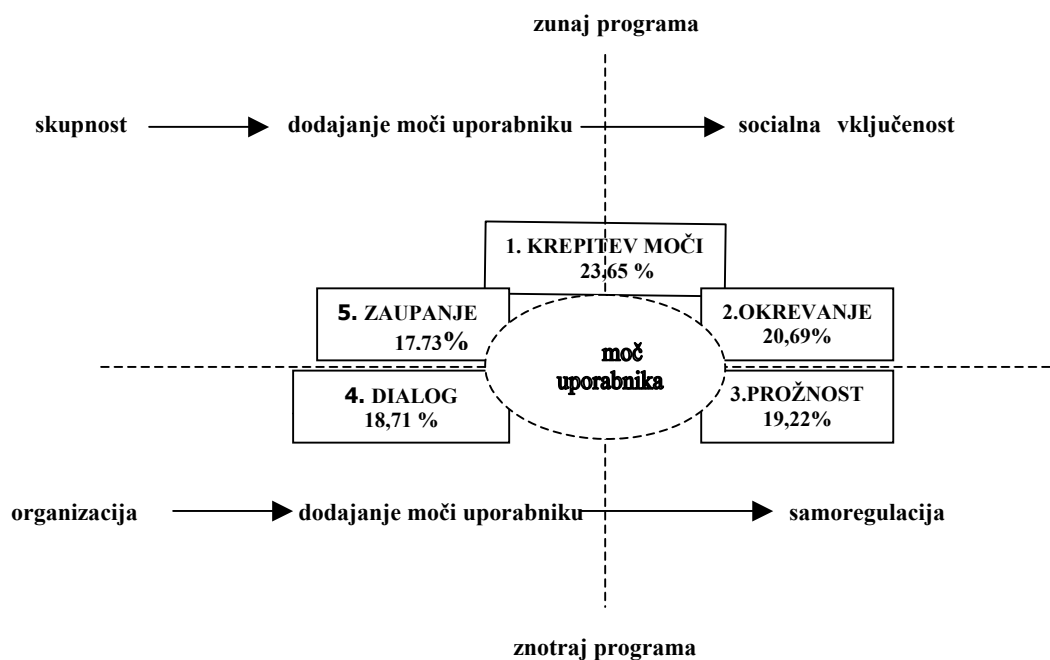 zunaj programa
skupnost dodajanje moči uporabniku socialna vključenost
1. KREPITEV MOČI
23,65 %
5. ZAUPANJE
17.73%
2.OKREVANJE
20,69%
moč
uporabnika
4. DIALOG
18,71 %
3.PROŽNOST
19,22%
organizacija dodajanje moči uporabniku samoregulacija
znotraj programa